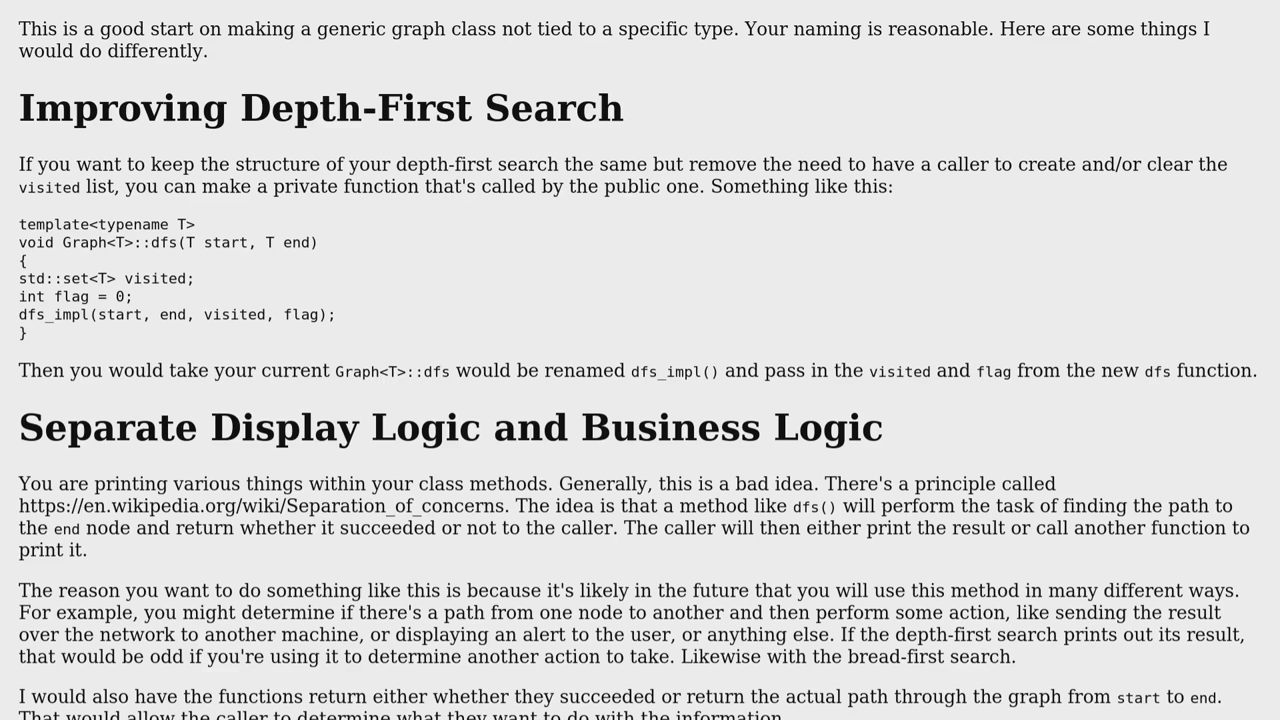 This is a good start on making a generic graph class not tied to a specific type. Your naming is reasonable. Here are some things I
would do differently.
Improving Depth-First Search
If you want to keep the structure of your depth-first search the same but remove the need to have a caller to create and/or clear the
visited list, you can make a private function that's called by the public one. Something like this:
template<typename T>
void Graph<T>::dfs(T start, T end)
{
std::set<T> visited;
int flag = 0;
dfs_impl(start, end, visited, flag);
}
Then you would take your current Graph<T>::dfs would be renamed dfs_impl() and pass in the visited and flag from the new dfs function.
Separate Display Logic and Business Logic
You are printing various things within your class methods. Generally, this is a bad idea. There's a principle called
https://en.wikipedia.org/wiki/Separation_of_concerns. The idea is that a method like dfs() will perform the task of finding the path to
the end node and return whether it succeeded or not to the caller. The caller will then either print the result or call another function to
print it.
The reason you want to do something like this is because it's likely in the future that you will use this method in many different ways.
For example, you might determine if there's a path from one node to another and then perform some action, like sending the result
over the network to another machine, or displaying an alert to the user, or anything else. If the depth-first search prints out its result,
that would be odd if you're using it to determine another action to take. Likewise with the bread-first search.
I would also have the functions return either whether they succeeded or return the actual path through the graph from start to end.
That would allow the caller to determine what they want to do with the information.